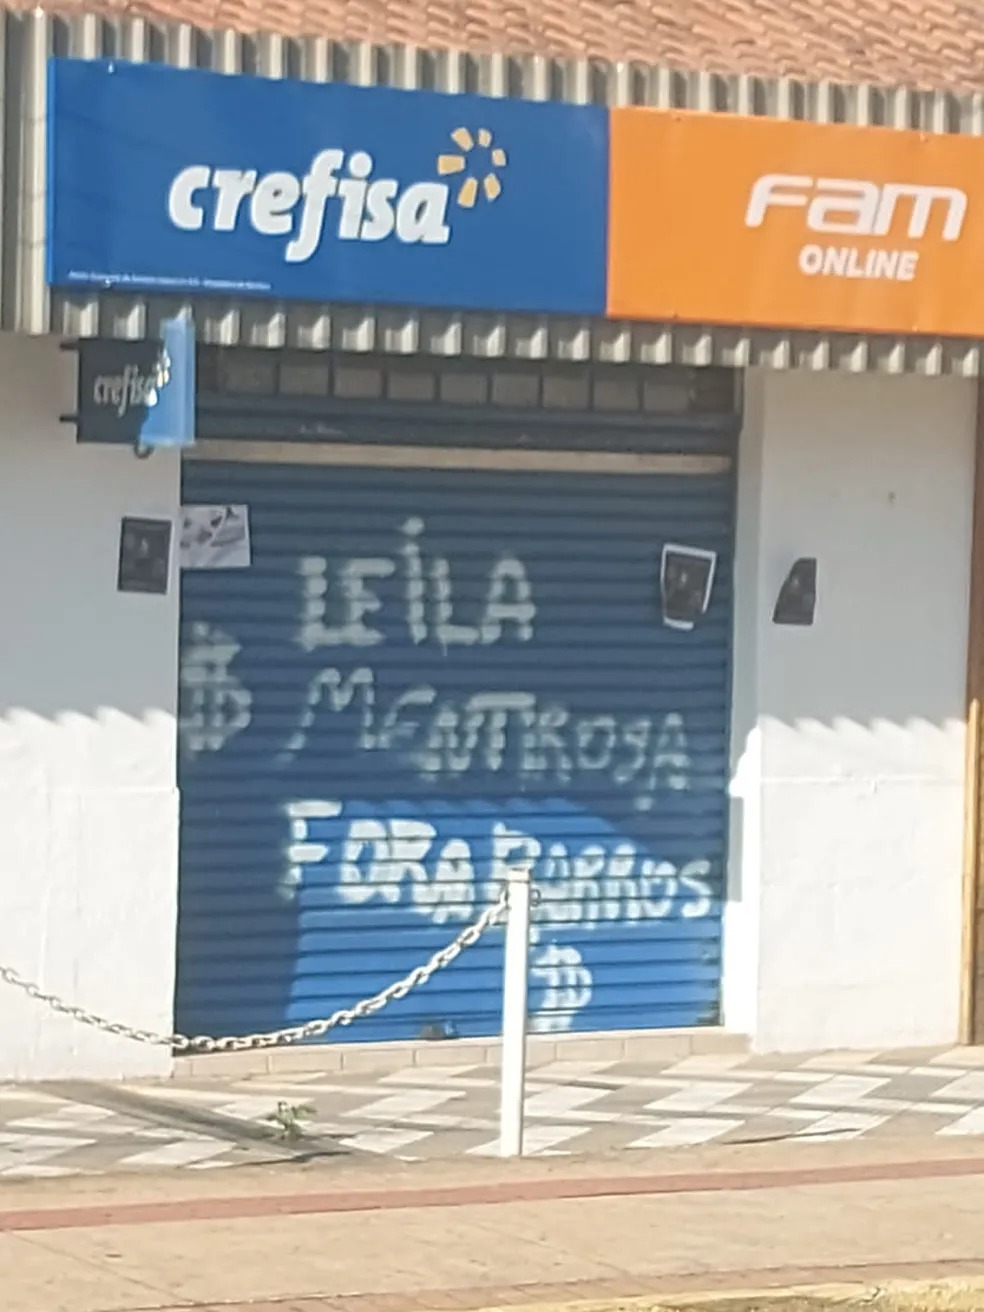 crefisa
fam
ONLINE
crefisa
LEiLA
$ MENTIROSA
FORA BARROS
$